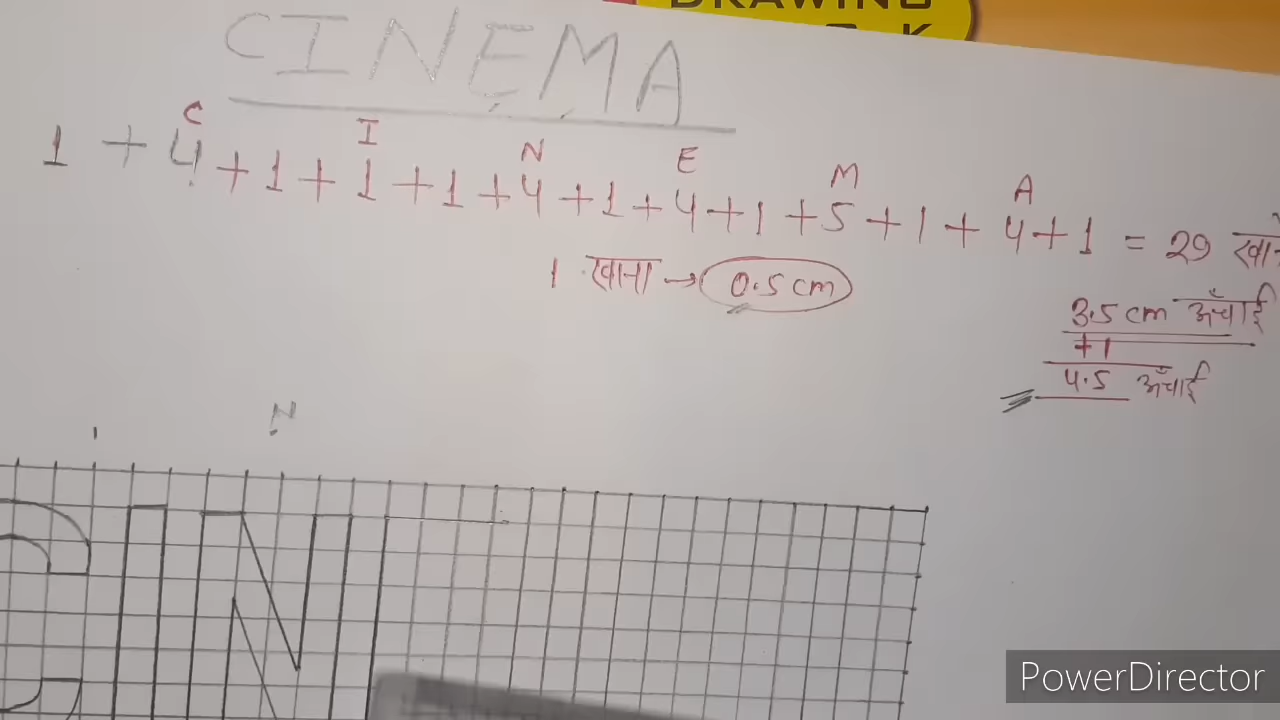 DRAWING
CINEMA
C I N E M A
1 + 4 + 1 + 1 + 1 + 4 + 1 + 4 + 1 + 5 + 1 + 4 + 1 = 29
1 खाना → 0.5 cm
3.5 cm ऊँचाई
+1
4.5 ऊँचाई
N
PowerDirector